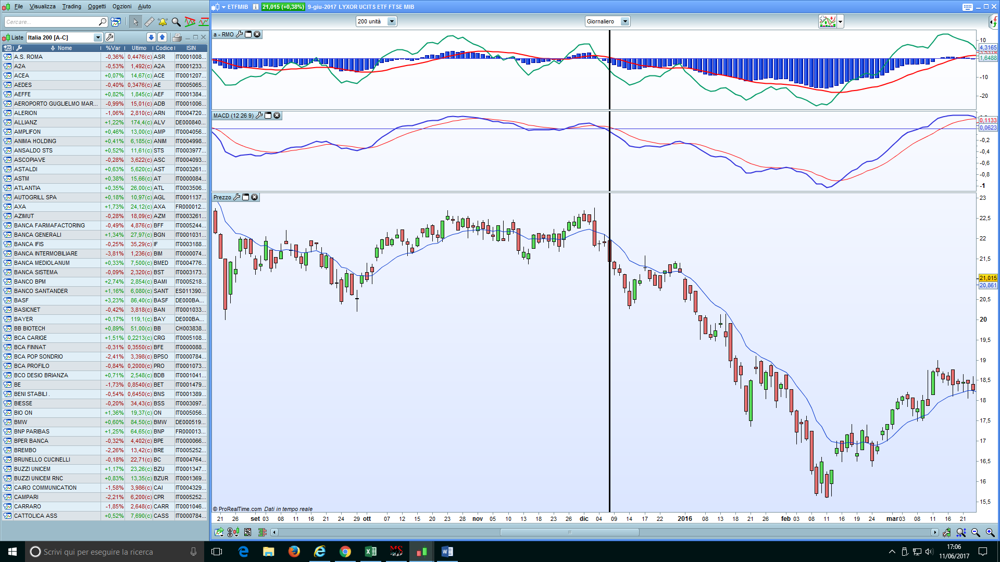 File Visualizza Trading Oggetti Opzioni Aiuto
Cercare...
Liste Italia 200 [A-C]
Nome %Var Ultimo Codice ISIN
A.S. ROMA -0,36% 0,4476(c) ASR IT0001008...
A2A -0,53% 1,492(c) A2A IT0001233...
ACEA +0,07% 14,67(c) ACE IT0001207...
AEDES -0,40% 0,3476(c) AE IT0005065...
AEFFE +0,82% 1,845(c) AEF IT0001384...
AEROPORTO GUGLIELMO MAR... -0,99% 15,01(c) ADB IT0001006...
ALERION -1,06% 2,810(c) ARN IT0004720...
ALLIANZ +1,22% 174,4(c) ALV DE000840...
AMPLIFON +0,46% 13,00(c) AMP IT0004056...
ANIMA HOLDING +0,41% 6,185(c) ANIM IT0004998...
ANSALDO STS +0,52% 11,61(c) STS IT0003977...
ASCOPIAVE -0,28% 3,622(c) ASC IT0004093...
ASTALDI +0,63% 5,620(c) AST IT0003261...
ASTM +0,38% 15,66(c) AT IT0000084...
ATLANTIA +0,35% 26,00(c) ATL IT0003506...
AUTOGRILL SPA +0,18% 10,97(c) AGL IT0001137...
AXA +1,73% 24,12(c) AXA FR000012...
AZIMUT -0,28% 18,09(c) AZM IT0003261...
BANCA FARMAFACTORING -0,49% 4,876(c) BFF IT0005244...
BANCA GENERALI +1,34% 27,97(c) BGN IT0001031...
BANCA IFIS -0,25% 35,29(c) IF IT0003188...
BANCA INTERMOBILIARE -3,81% 1,236(c) BIM IT0000074...
BANCA MEDIOLANUM +0,33% 7,500(c) BMED IT0004776...
BANCA SISTEMA -0,09% 2,320(c) BST IT0003173...
BANCO BPM +2,74% 2,854(c) BAMI IT0005218...
BANCO SANTANDER +1,16% 6,080(c) SANT ES011390...
BASF +3,23% 86,40(c) BASF DE000BA...
BASICNET -0,42% 3,818(c) BAN IT0001033...
BAYER +0,17% 119,1(c) BAY DE000BA...
BB BIOTECH +0,89% 51,00(c) BB CH003838...
BCA CARIGE +1,51% 0,2213(c) CRG IT0005108...
BCA FINNAT -0,31% 0,3550(c) BFE IT0000088...
BCA POP SONDRIO -2,41% 3,398(c) BPSO IT0000784...
BCA PROFILO -0,84% 0,2000(c) PRO IT0001073...
BCO DESIO BRIANZA +0,71% 2,548(c) BDB IT0001041...
BE -1,73% 0,8540(c) BET IT0001479...
BENI STABILI . -0,54% 0,6450(c) BNS IT0001389...
BIESSE -0,20% 34,43(c) BSS IT0003097...
BIO ON +1,36% 19,37(c) ON IT0005056...
BMW +0,60% 84,50(c) BMW DE000519...
BNP PARIBAS +1,25% 64,65(c) BNP FR000013...
BPER BANCA -0,32% 4,402(c) BPE IT0000066...
BREMBO -2,26% 13,42(c) BRE IT0005252...
BRUNELLO CUCINELLI -0,18% 22,71(c) BC IT0004764...
BUZZI UNICEM +1,17% 23,26(c) BZU IT0001347...
BUZZI UNICEM RNC +0,83% 13,35(c) BZUR IT0001369...
CAIRO COMMUNICATION -1,58% 3,986(c) CAI IT0004329...
CAMPARI -2,21% 6,200(c) CPR IT0005252...
CARRARO -1,85% 2,648(c) CARR IT0001046...
CATTOLICA ASS +0,52% 7,690(c) CASS IT0000784...
ETFMIB 21,015 (+0,38%) 9-giu-2017 LYXOR UCITS ETF FTSE MIB
200 unità Giornaliero
a - RMO
10
4,3165
1,6488
-10
-20
MACD (12 26 9)
0,1133
0,0623
-0,2
-0,4
-0,6
-0,8
-1
Prezzo
23
22,5
22
21,5
21,015
20,861
20,5
20
19,5
19
18,5
18
17,5
17
16,5
16
15,5
© ProRealTime.com Dati in tempo reale
21 26 set 03 08 11 16 21 24 29 ott 07 12 15 20 23 28 nov 05 10 13 18 23 26 dic 04 09 14 17 22 2016 08 13 18 21 26 feb 03 08 11 16 19 24 mar 03 08 11 16 21
Scrivi qui per eseguire la ricerca
17:06
11/06/2017